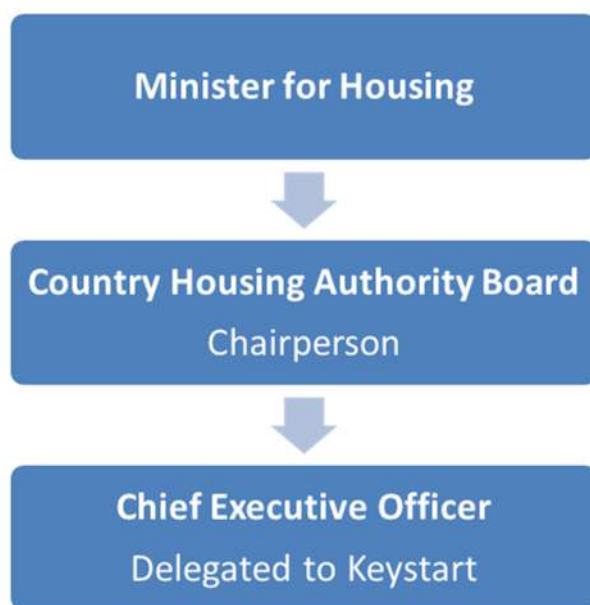 Minister for Housing
Country Housing Authority Board
Chairperson
Chief Executive Officer
Delegated to Keystart